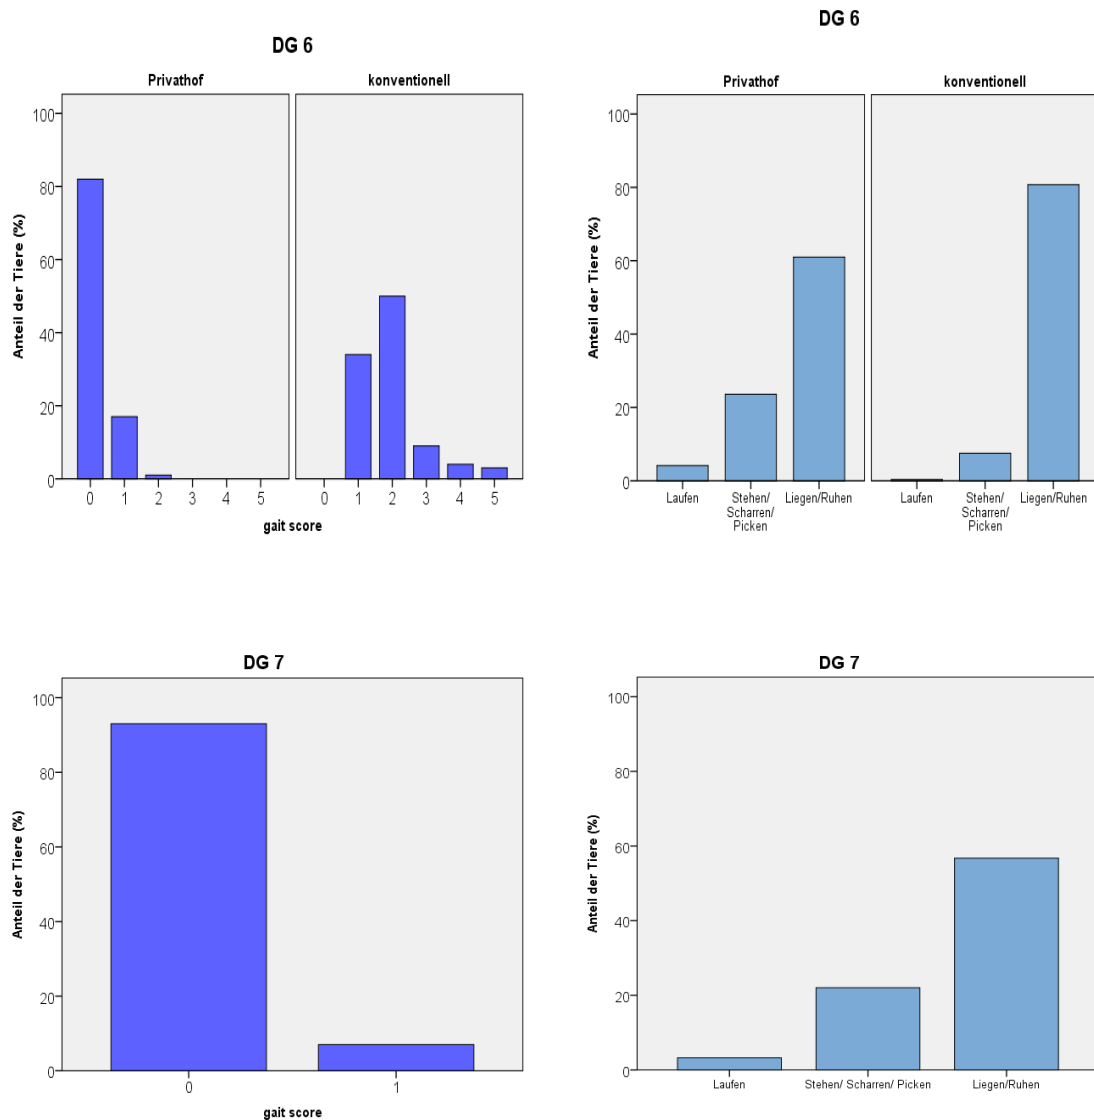 DG 6
Privathof konventionell
100
80
60
40
20
0
Anteil der Tiere (%)
0 1 2 3 4 5 0 1 2 3 4 5
gait score
DG 6
Privathof konventionell
100
80
60
40
20
0
Anteil der Tiere (%)
Laufen Stehen/ Liegen/Ruhen Laufen Stehen/ Liegen/Ruhen
Scharren/ Scharren/
Picken Picken
DG 7
100
80
60
40
20
0
Anteil der Tiere (%)
0 1
gait score
DG 7
100
80
60
40
20
0
Anteil der Tiere (%)
Laufen Stehen/ Scharren/ Picken Liegen/Ruhen